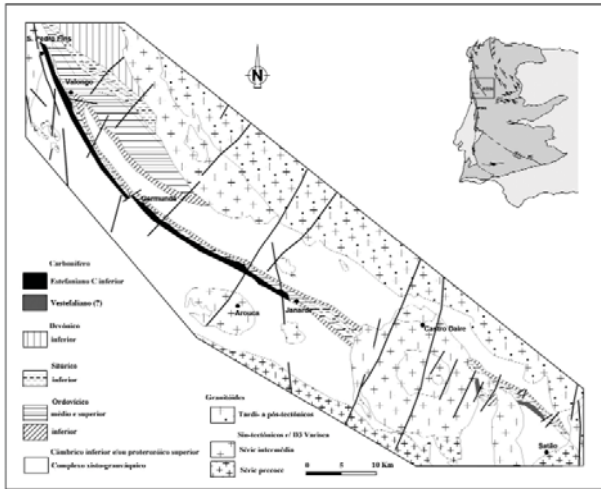 S. Pedro Fins
Valongo
N
Germunde
Arouca
Janarde
Castro Daire
Sátão
Carbonífero
Estefaniano C inferior
Vestefaliano (?)
Devónico
inferior
Silúrico
inferior
Ordovícico
médio e superior
inferior
Câmbrico inferior e/ou proterozóico superior
Complexo xistograuváquico
Granitóides
Tardi- a pós-tectónicos
Sin-tectónicos c/ D3 Varisca
Série intermédia
Série precoce
0 5 10 Km